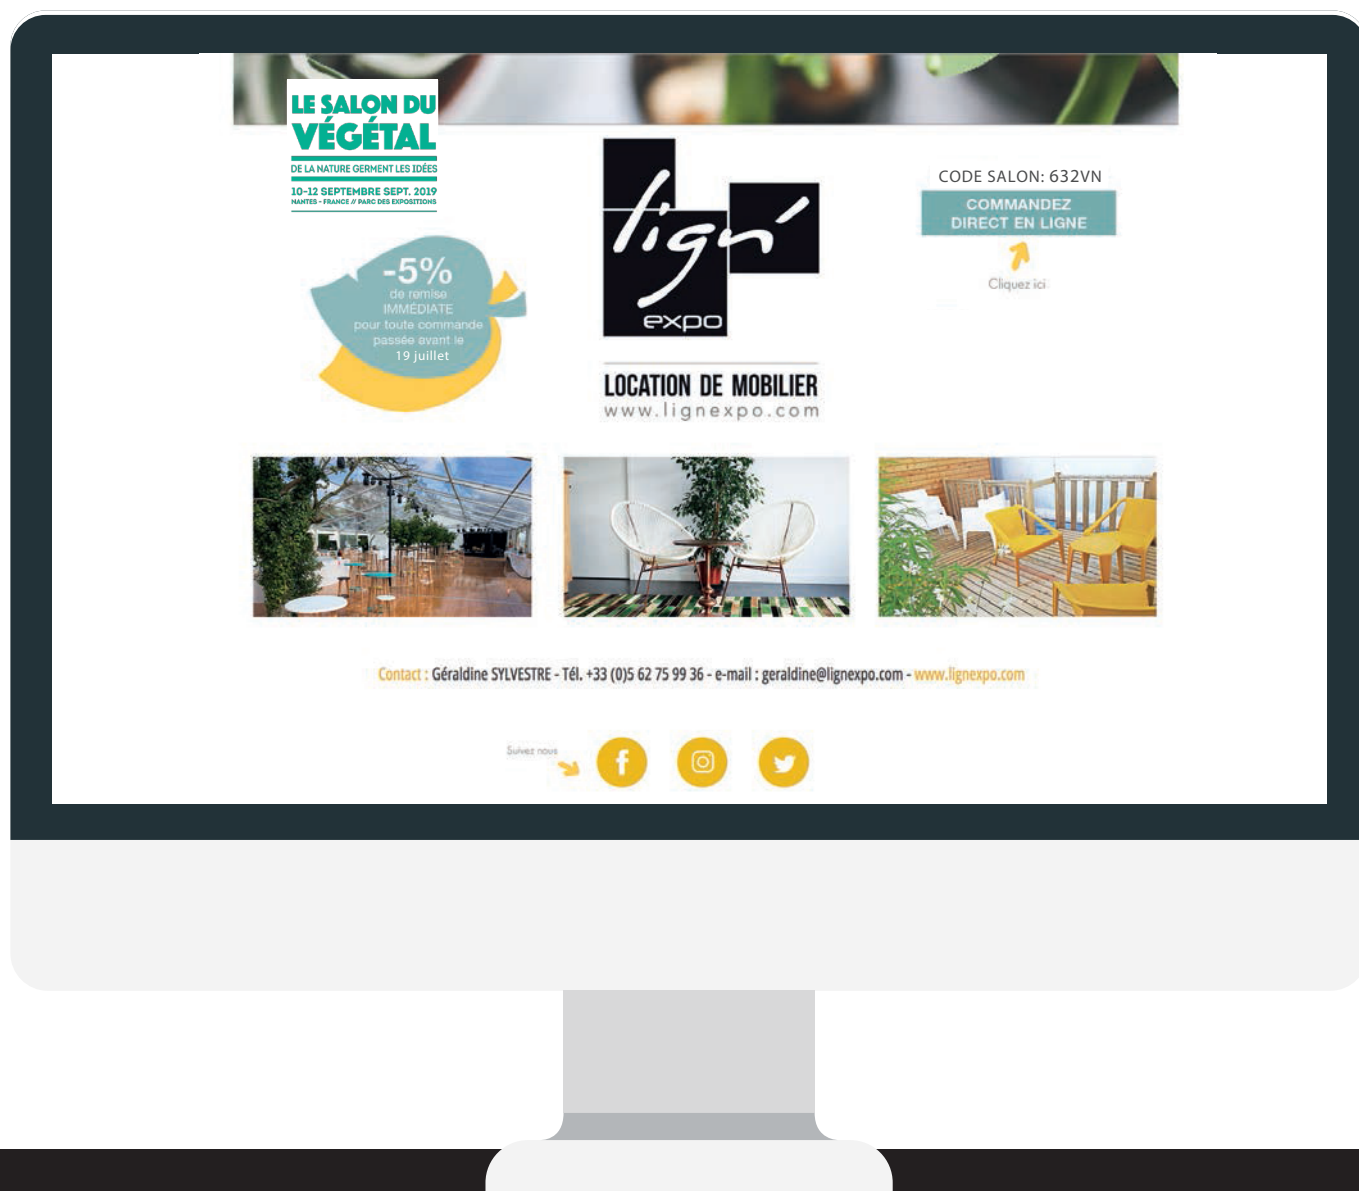 LE SALON DU
VÉGÉTAL
DE LA NATURE GERMENT LES IDÉES
10-12 SEPTEMBRE SEPT. 2019
NANTES - FRANCE // PARC DES EXPOSITIONS
-5%
de remise
IMMÉDIATE
pour toute commande
passée avant le
19 juillet
lign'
expo
LOCATION DE MOBILIER
www.lignexpo.com
CODE SALON: 632VN
COMMANDEZ
DIRECT EN LIGNE
Cliquez ici
Contact : Géraldine SYLVESTRE - Tél. +33 (0)5 62 75 99 36 - e-mail : geraldine@lignexpo.com - www.lignexpo.com
Suivez nous